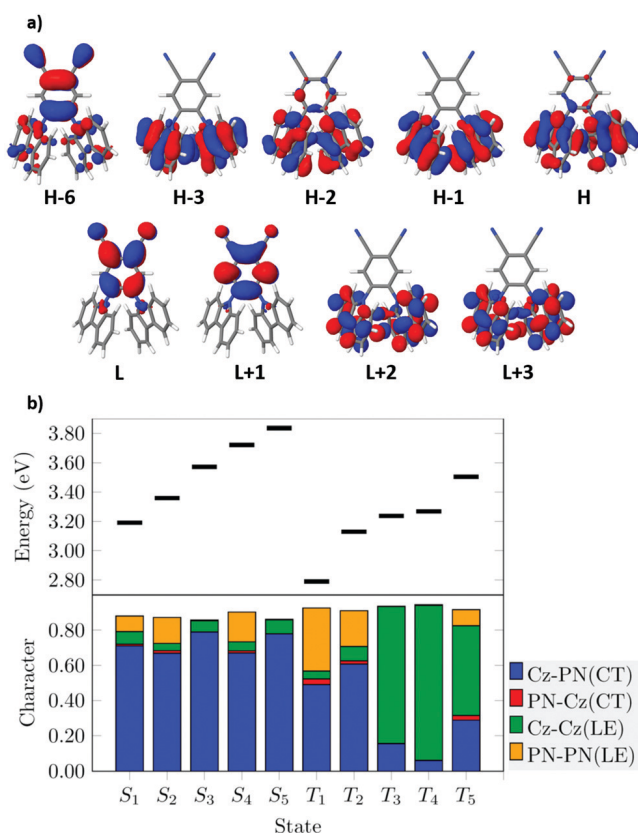 a)
H-6 H-3 H-2 H-1 H
L L+1 L+2 L+3
b)
Energy (eV)
3.80
3.60
3.40
3.20
3.00
2.80
Character
0.80
0.60
0.40
0.20
0.00
S₁ S₂ S₃ S₄ S₅ T₁ T₂ T₃ T₄ T₅
State
Cz-PN(CT)
PN-Cz(CT)
Cz-Cz(LE)
PN-PN(LE)